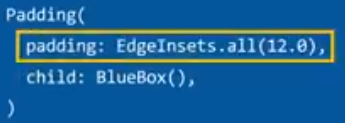 Padding(
  padding: EdgeInsets.all(12.0),
  child: BlueBox(),
)